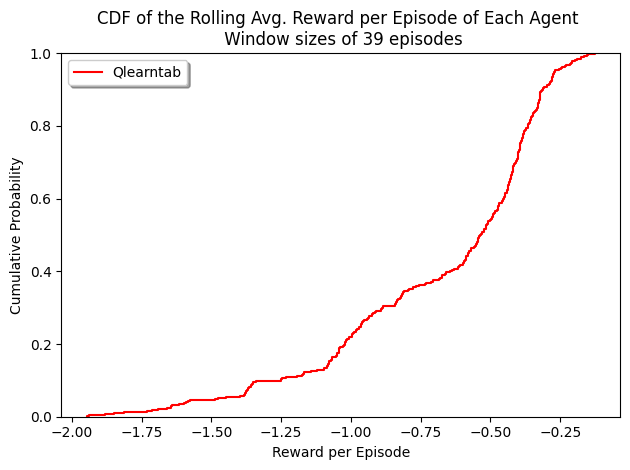 CDF of the Rolling Avg. Reward per Episode of Each Agent
Window sizes of 39 episodes
Qlearntab
1.0
0.8
0.6
0.4
0.2
0.0
Cumulative Probability
−2.00 −1.75 −1.50 −1.25 −1.00 −0.75 −0.50 −0.25
Reward per Episode